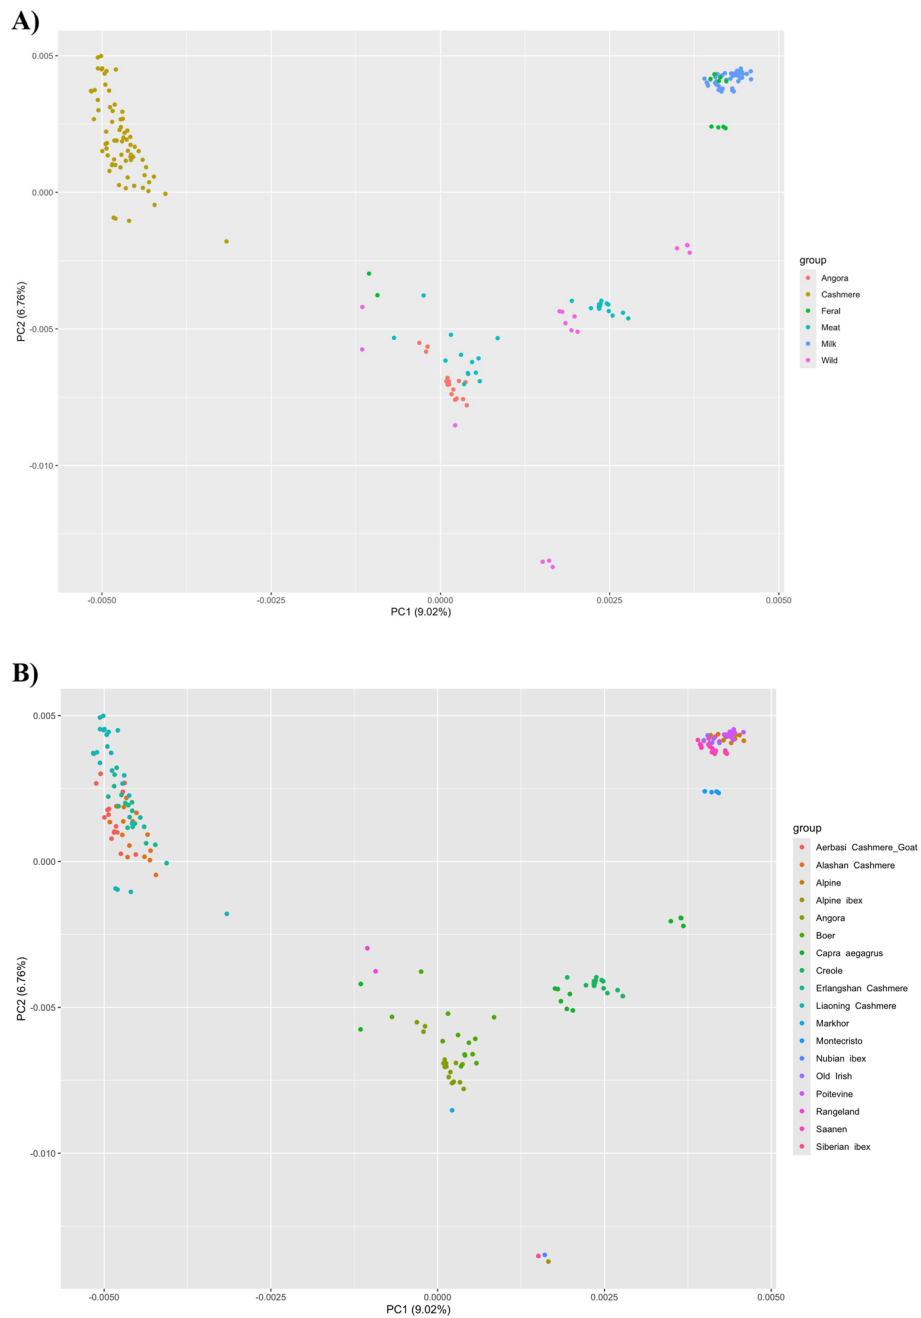 A)
0.005
0.000
-0.005
-0.010
PC2 (6.76%)
-0.0050
-0.0025
0.0000
0.0025
0.0050
PC1 (9.02%)
group
Angora
Cashmere
Feral
Meat
Milk
Wild
B)
0.005
0.000
-0.005
-0.010
PC2 (6.76%)
-0.0050
-0.0025
0.0000
0.0025
0.0050
PC1 (9.02%)
group
Aerbasi Cashmere_Goat
Alashan Cashmere
Alpine
Alpine ibex
Angora
Boer
Capra aegagrus
Creole
Erlangshan Cashmere
Liaoning Cashmere
Markhor
Montecristo
Nubian ibex
Old Irish
Poitevine
Rangeland
Saanen
Siberian ibex